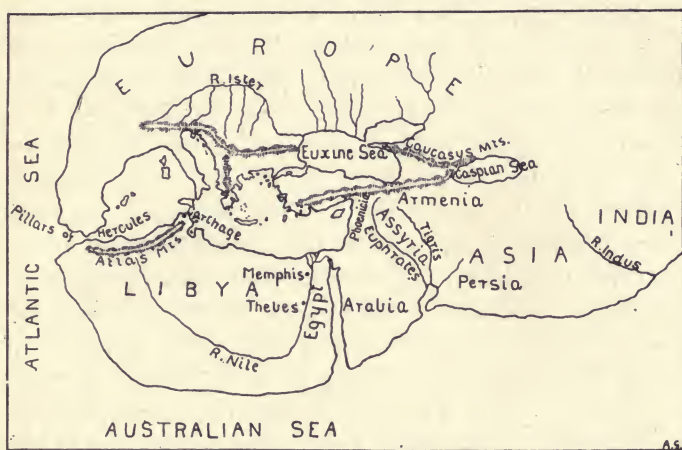 EUROPE
R. Ister
Euxine Sea
Caucasus Mts.
Caspian Sea
ATLANTIC SEA
Pillars of Hercules
Carthage
Atlas Mts
Phoenicia
Armenia
ASSYRIA
Tigris
Euphrates
INDIA
R. Indus
ASIA
Persia
LIBYA
Memphis
Theves
Egypt
Arabia
R. Nile
AUSTRALIAN SEA
A.S.